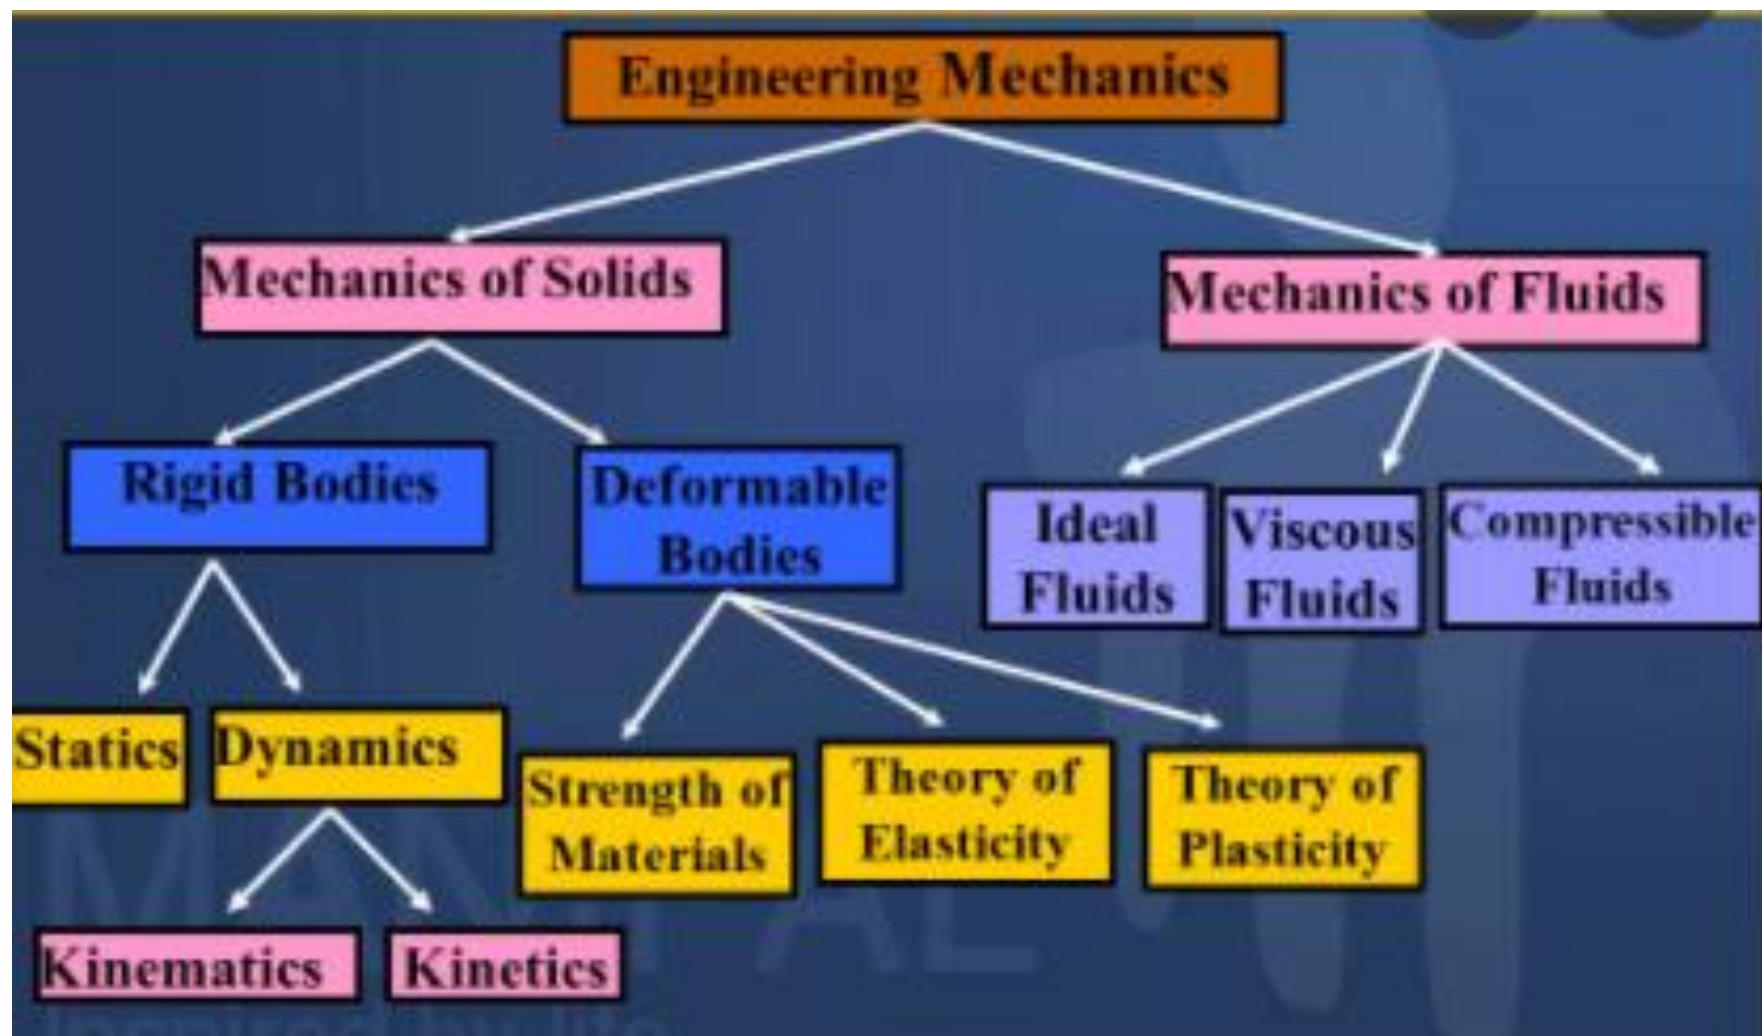 Engineering Mechanics
Mechanics of Solids
Mechanics of Fluids
Rigid Bodies
Deformable
Bodies
Ideal
Fluids
Viscous
Fluids
Compressible
Fluids
Statics
Dynamics
Strength of
Materials
Theory of
Elasticity
Theory of
Plasticity
Kinematics
Kinetics